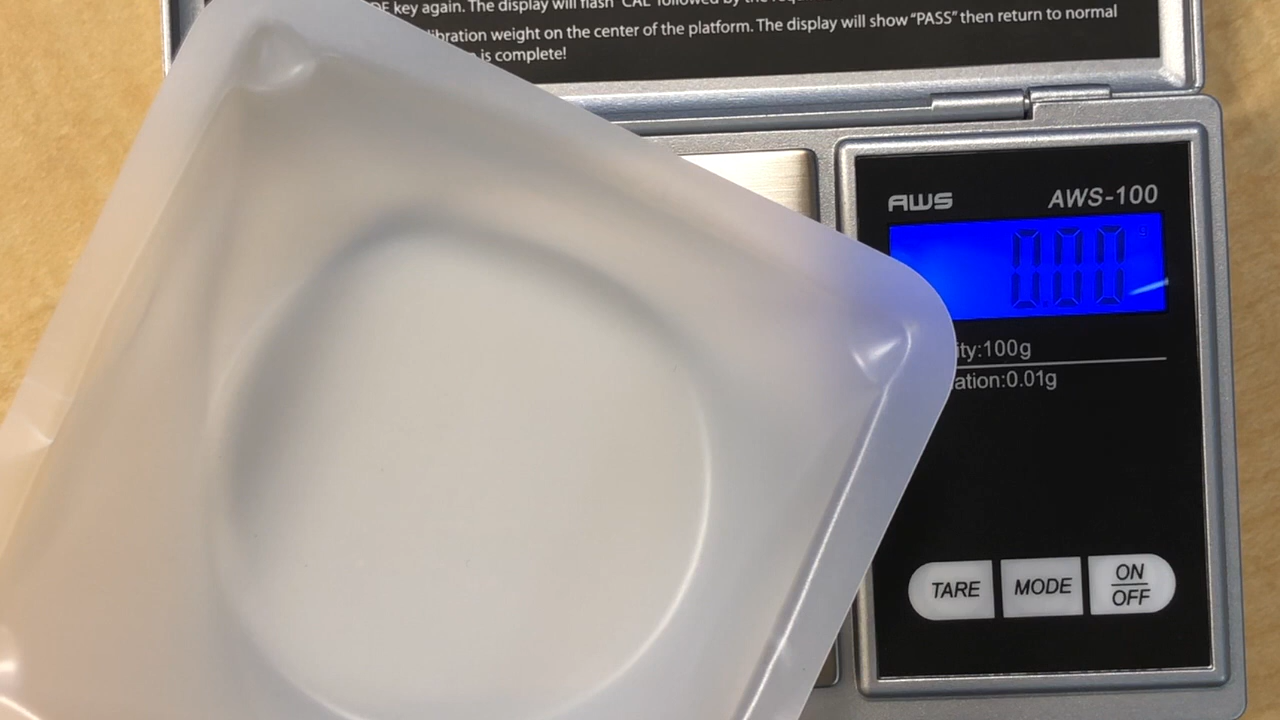 key again. The display will flash "CAL" followed by the
ibration weight on the center of the platform. The display will show "PASS" then return to normal
is complete!
AWS
AWS-100
0.00
ity:100g
ation:0.01g
TARE
MODE
ON
OFF